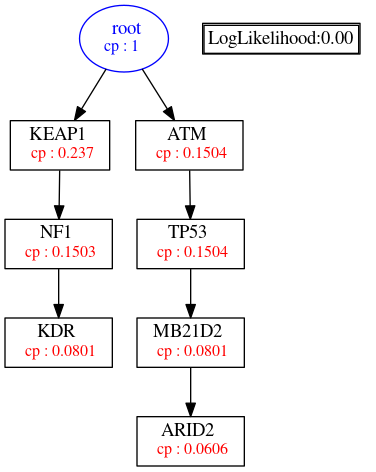 root
cp : 1
LogLikelihood:0.00
KEAP1
cp : 0.237
ATM
cp : 0.1504
NF1
cp : 0.1503
TP53
cp : 0.1504
KDR
cp : 0.0801
MB21D2
cp : 0.0801
ARID2
cp : 0.0606